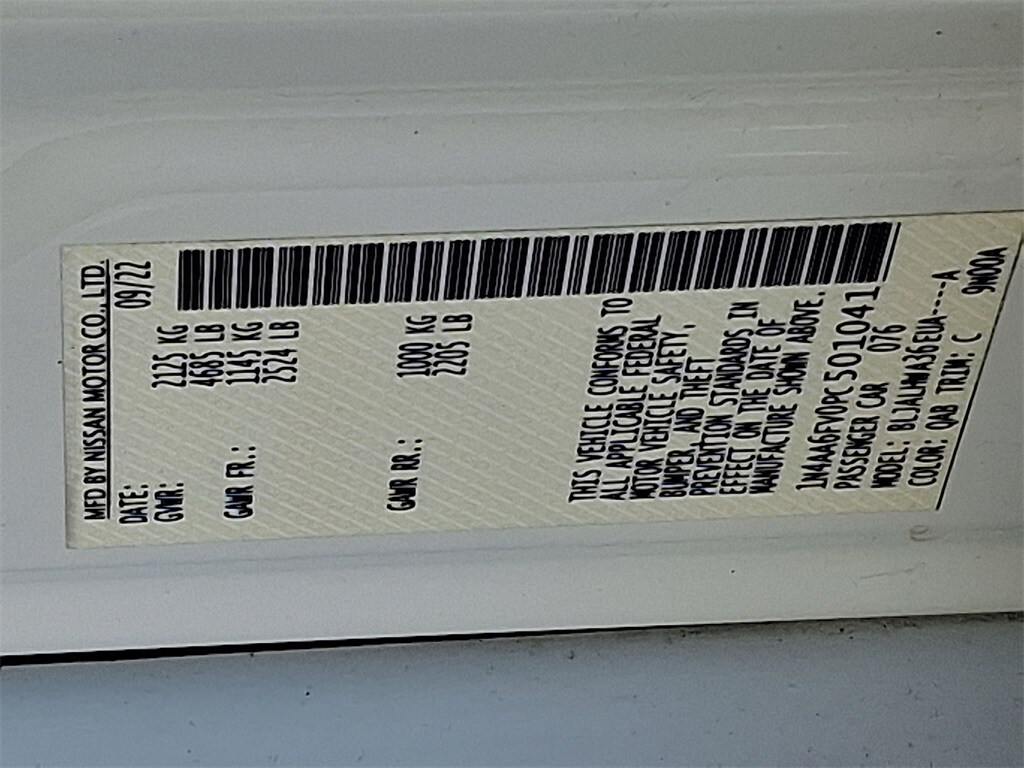 MFD BY NISSAN MOTOR CO.,LTD.
DATE: 09/22
GVWR: 2125 KG
4685 LB
GAWR FR.: 1145 KG
2524 LB
GAWR RR.: 1000 KG
2205 LB
THIS VEHICLE CONFORMS TO
ALL APPLICABLE FEDERAL
MOTOR VEHICLE SAFETY,
BUMPER, AND THEFT
PREVENTION STANDARDS IN
EFFECT ON THE DATE OF
MANUFACTURE SHOWN ABOVE.
1N4AA6FV0PC501041
PASSENGER CAR 076
MODEL: BLJALHWA36EUA----A
COLOR: QAB TRIM: C 9N00A